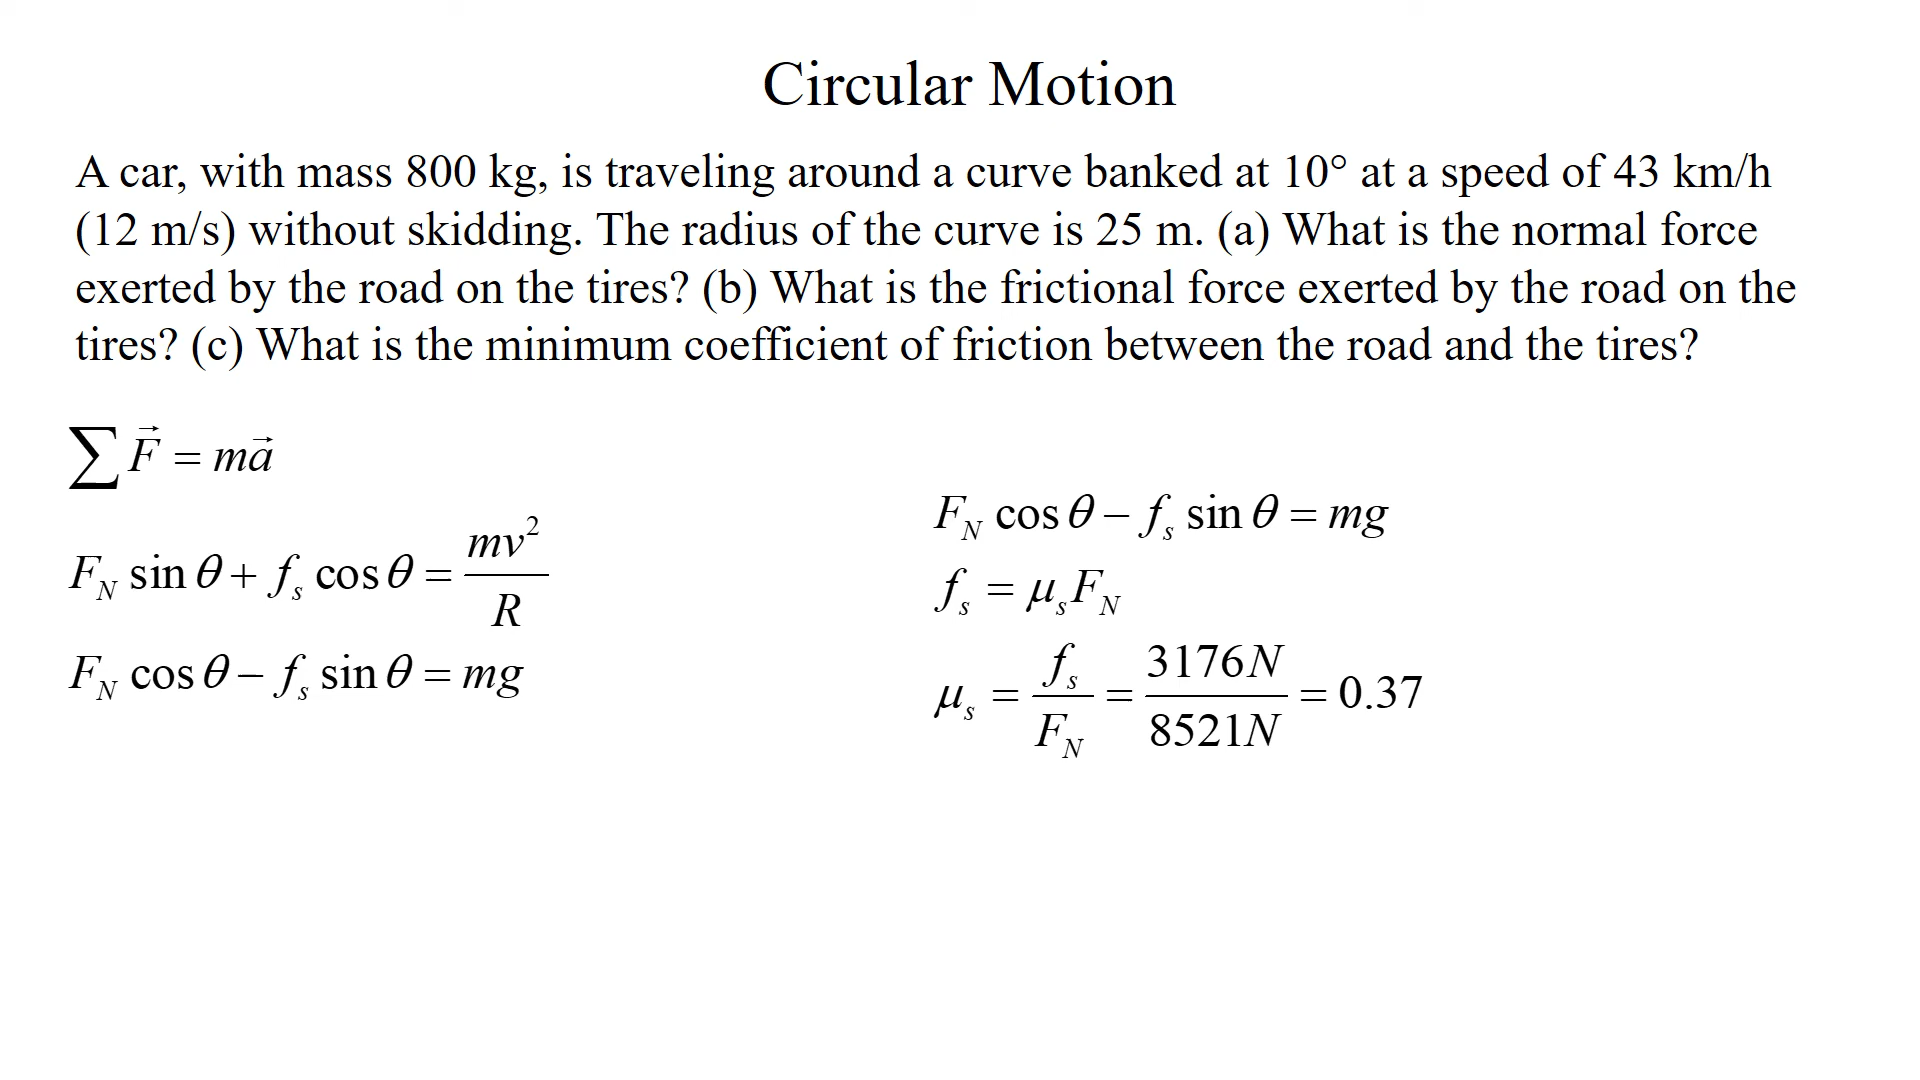 Circular Motion
A car, with mass 800 kg, is traveling around a curve banked at 10° at a speed of 43 km/h
(12 m/s) without skidding. The radius of the curve is 25 m. (a) What is the normal force
exerted by the road on the tires? (b) What is the frictional force exerted by the road on the
tires? (c) What is the minimum coefficient of friction between the road and the tires?
∑F⃗ = ma⃗
F_N sin θ + f_s cos θ = mv²/R
F_N cos θ − f_s sin θ = mg
F_N cos θ − f_s sin θ = mg
f_s = μ_s F_N
μ_s = f_s/F_N = 3176N/8521N = 0.37